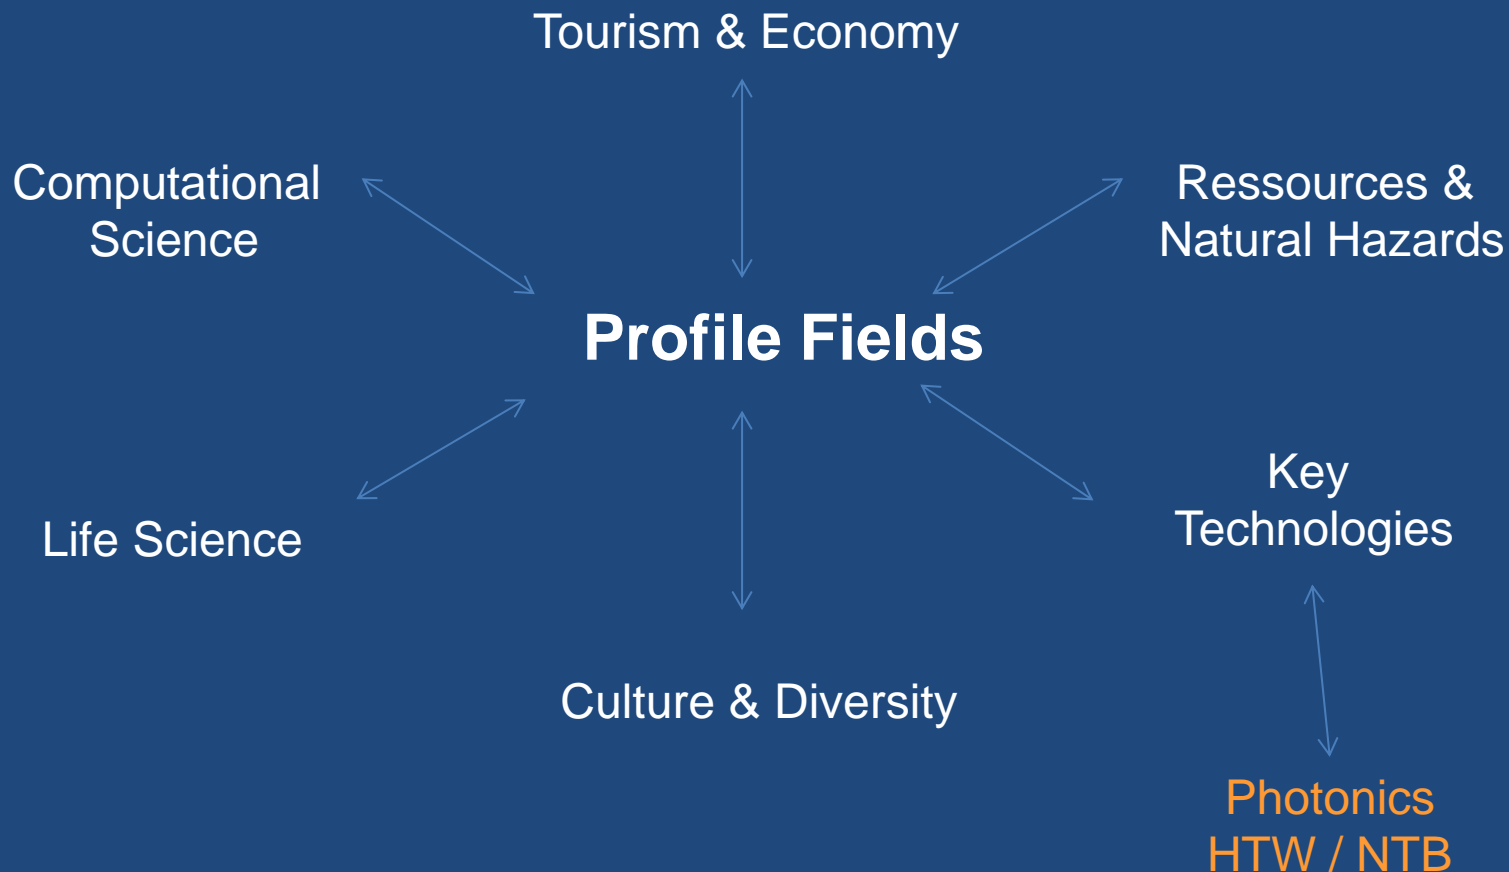 Tourism & Economy
Computational
Science
Ressources &
Natural Hazards
Profile Fields
Life Science
Key
Technologies
Culture & Diversity
Photonics
HTW / NTB